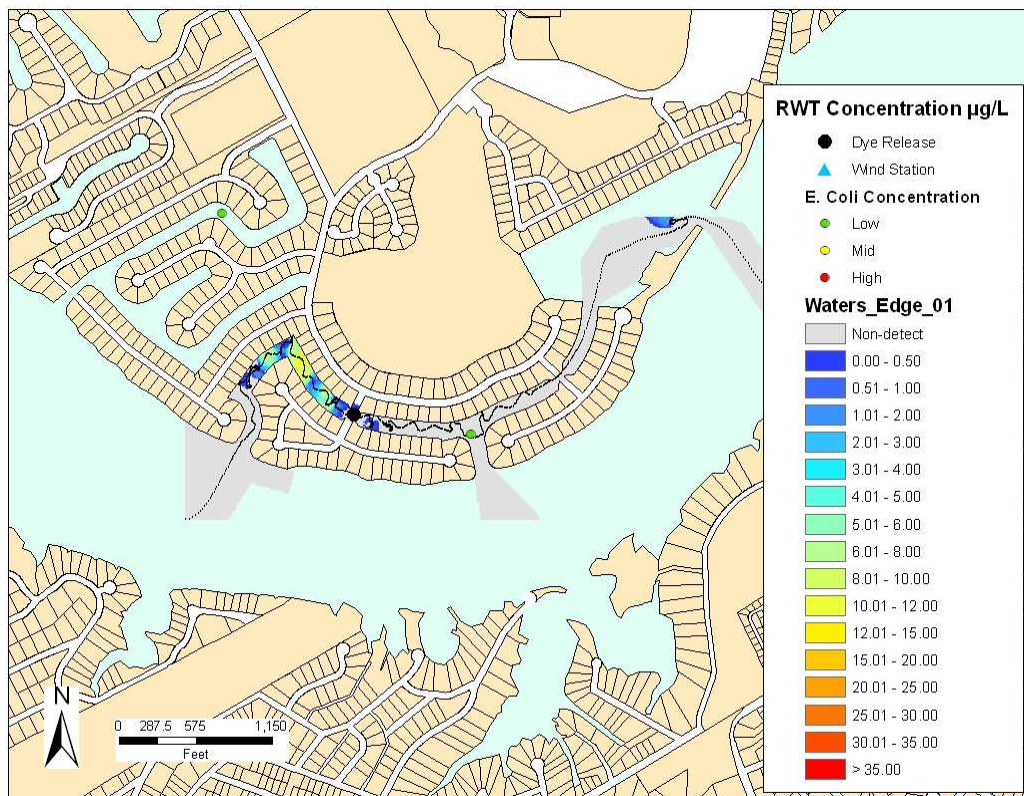 RWT Concentration µg/L
Dye Release
Wind Station
E. Coli Concentration
Low
Mid
High
Waters_Edge_01
Non-detect
0.00 - 0.50
0.51 - 1.00
1.01 - 2.00
2.01 - 3.00
3.01 - 4.00
4.01 - 5.00
5.01 - 6.00
6.01 - 8.00
8.01 - 10.00
10.01 - 12.00
12.01 - 15.00
15.01 - 20.00
20.01 - 25.00
25.01 - 30.00
30.01 - 35.00
> 35.00
N
0 287.5 575 1,150
Feet